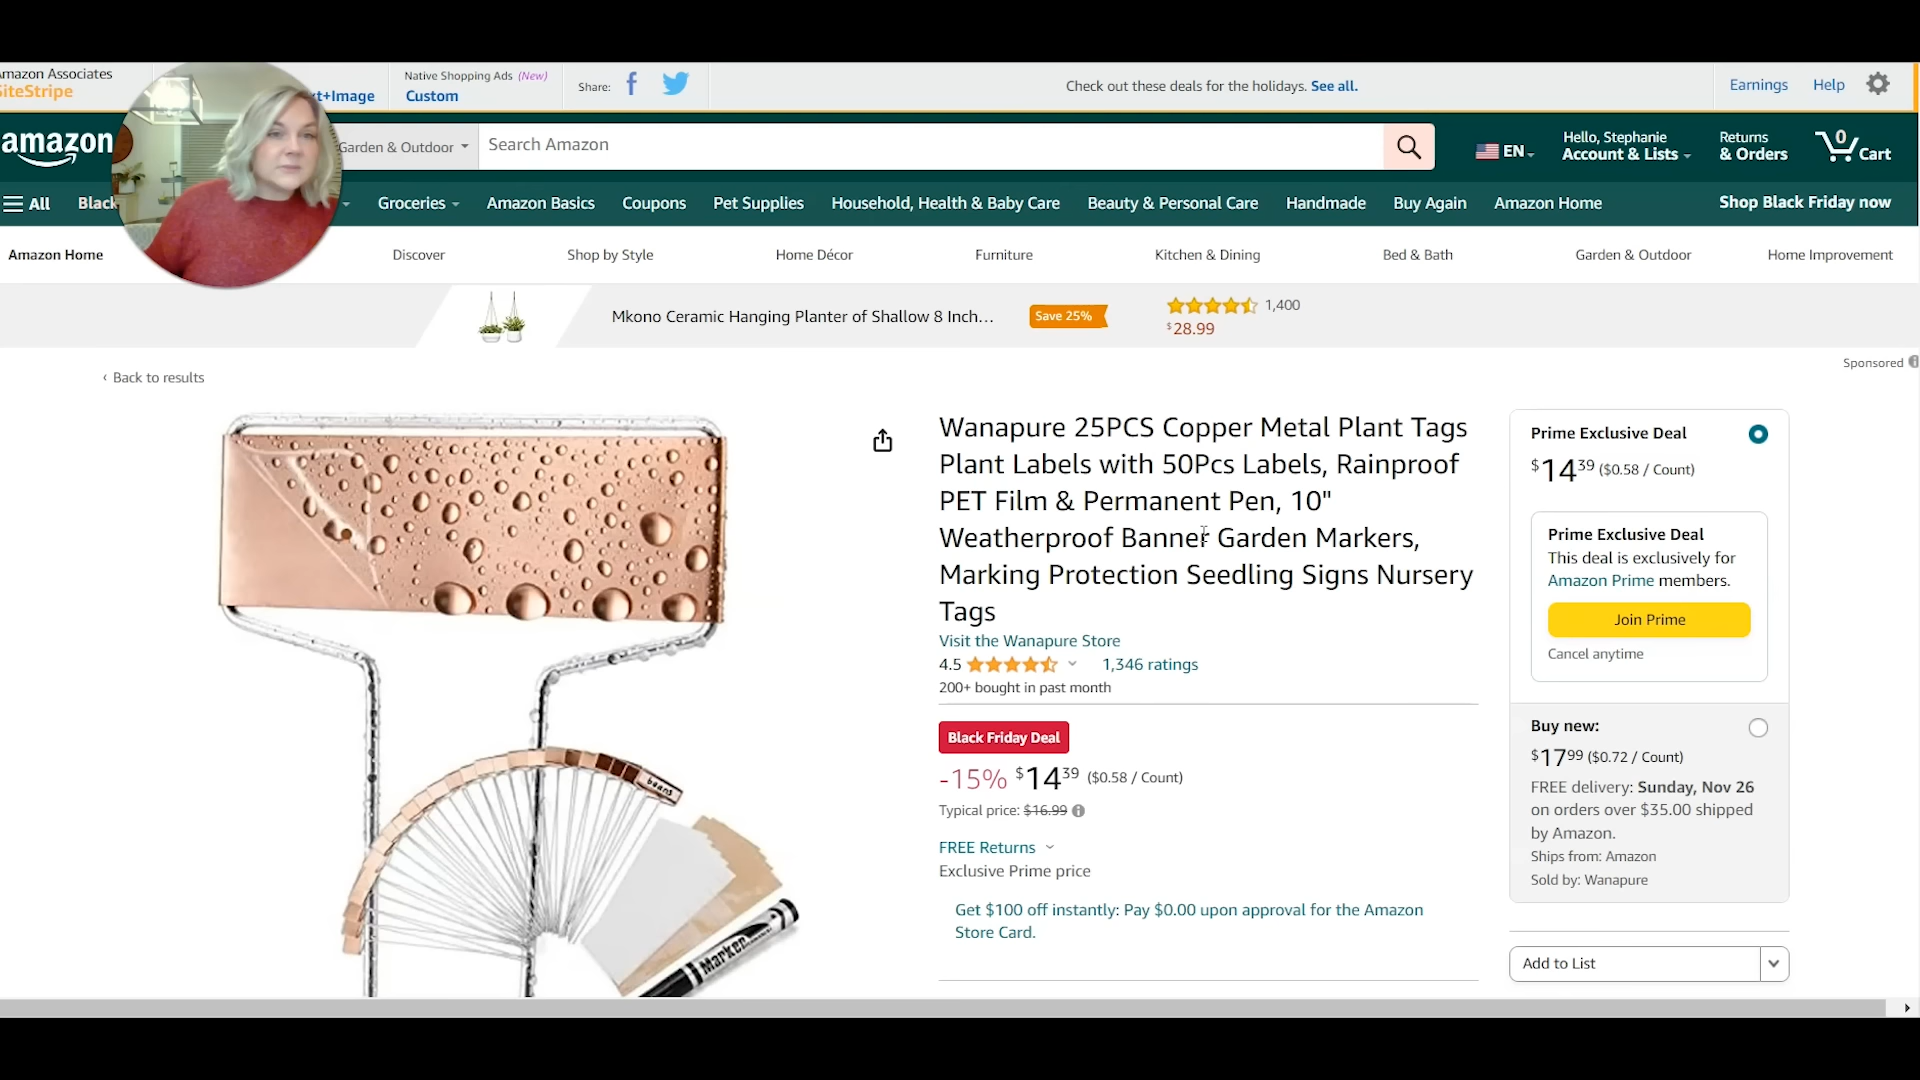 Amazon Associates
SiteStripe
Text+Image
Native Shopping Ads (New)
Custom
Share:
Check out these deals for the holidays. See all.
Earnings
Help
amazon
Garden & Outdoor
Search Amazon
EN
Hello, Stephanie
Account & Lists
Returns
& Orders
0
Cart
All
Black
Groceries
Amazon Basics
Coupons
Pet Supplies
Household, Health & Baby Care
Beauty & Personal Care
Handmade
Buy Again
Amazon Home
Shop Black Friday now
Amazon Home
Discover
Shop by Style
Home Décor
Furniture
Kitchen & Dining
Bed & Bath
Garden & Outdoor
Home Improvement
Mkono Ceramic Hanging Planter of Shallow 8 Inch…
Save 25%
1,400
$28.99
Sponsored
‹ Back to results
Wanapure 25PCS Copper Metal Plant Tags
Plant Labels with 50Pcs Labels, Rainproof
PET Film & Permanent Pen, 10"
Weatherproof Banner Garden Markers,
Marking Protection Seedling Signs Nursery
Tags
Visit the Wanapure Store
4.5
1,346 ratings
200+ bought in past month
Black Friday Deal
-15% $14 39 ($0.58 / Count)
Typical price: $16.99
FREE Returns
Exclusive Prime price
Get $100 off instantly: Pay $0.00 upon approval for the Amazon
Store Card.
Prime Exclusive Deal
$14 39 ($0.58 / Count)
Prime Exclusive Deal
This deal is exclusively for
Amazon Prime members.
Join Prime
Cancel anytime
Buy new:
$17 99 ($0.72 / Count)
FREE delivery: Sunday, Nov 26
on orders over $35.00 shipped
by Amazon.
Ships from: Amazon
Sold by: Wanapure
Add to List
beans
Marker